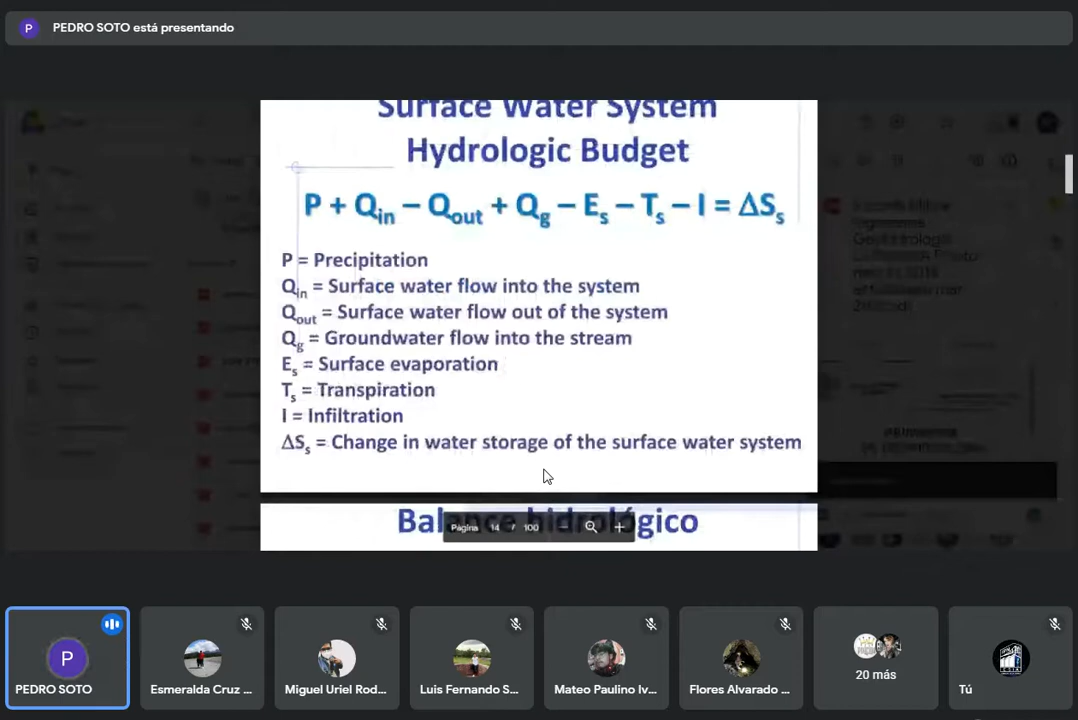 P
PEDRO SOTO está presentando
Surface Water System
Hydrologic Budget
P + Qin − Qout + Qg − Es − Ts − I = ΔSs
P = Precipitation
Qin = Surface water flow into the system
Qout = Surface water flow out of the system
Qg = Groundwater flow into the stream
Es = Surface evaporation
Ts = Transpiration
I = Infiltration
ΔSs = Change in water storage of the surface water system
Balance hidrológico
Página 14 / 100
P
PEDRO SOTO
Esmeralda Cruz ...
Miguel Uriel Rod...
Luis Fernando S...
Mateo Paulino Iv...
Flores Alvarado ...
20 más
Tú